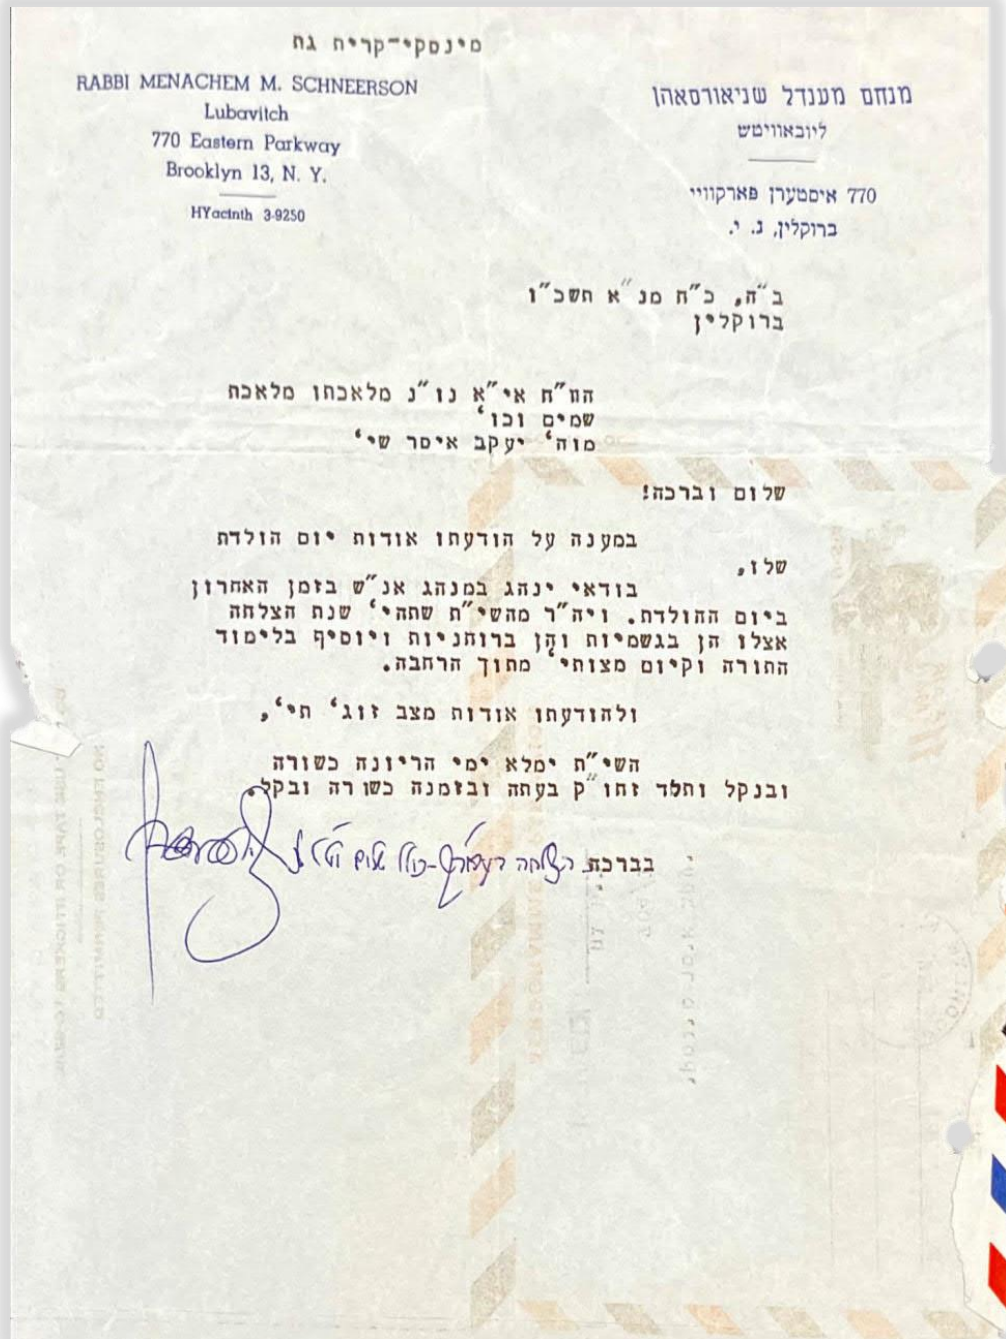 מינסקי-קרית גת
RABBI MENACHEM M. SCHNEERSON
Lubavitch
770 Eastern Parkway
Brooklyn 13, N. Y.
HYacinth 3-9250
מנחם מענדל שניאורסאהן
ליובאוויטש
770 איסטערן פארקוויי
ברוקלין, נ. י.
ב"ה, כ"ח מנ"א תשכ"ו
ברוקלין
הוו"ח אי"א נו"נ מלאכתו מלאכת
שמים וכו'
מוה' יעקב איסר שי'
שלום וברכה!
במענה על הודעתו אודות יום הולדת
שלו,
בודאי ינהג במנהג אנ"ש בזמן האחרון
ביום ההולדת. ויה"ר מהשי"ת שתהי' שנת הצלחה
אצלו הן בגשמיות והן ברוחניות ויוסיף בלימוד
התורה וקיום מצותי' מתוך הרחבה.
ולהודעתו אודות מצב זוג' תי',
השי"ת ימלא ימי הריונה כשורה
ובנקל ותלד זחו"ק בעתה ובזמנה כשורה ובקל.
בברכה